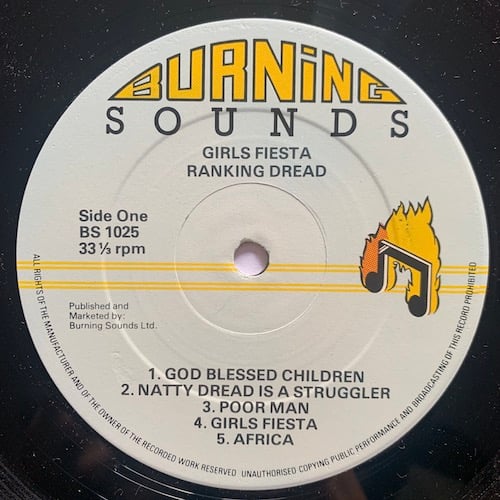 BURNiNG
SOUNDS
GIRLS FIESTA
RANKING DREAD
Side One
BS 1025
33 ⅓ rpm
Published and
Marketed by:
Burning Sounds Ltd.
1. GOD BLESSED CHILDREN
2. NATTY DREAD IS A STRUGGLER
3. POOR MAN
4. GIRLS FIESTA
5. AFRICA
ALL RIGHTS OF THE MANUFACTURER AND OF THE OWNER OF THE RECORDED WORK RESERVED UNAUTHORISED COPYING PUBLIC PERFORMANCE AND BROADCASTING OF THIS RECORD PROHIBITED